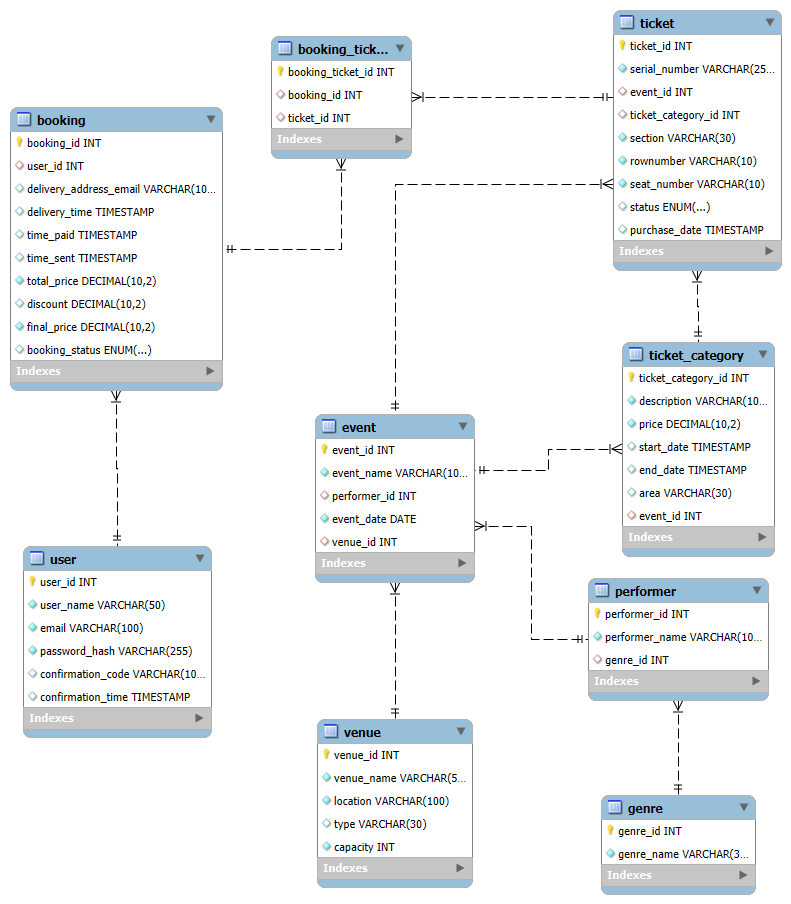 booking
booking_id INT
user_id INT
delivery_address_email VARCHAR(10...
delivery_time TIMESTAMP
time_paid TIMESTAMP
time_sent TIMESTAMP
total_price DECIMAL(10,2)
discount DECIMAL(10,2)
final_price DECIMAL(10,2)
booking_status ENUM(...)
Indexes
booking_tick...
booking_ticket_id INT
booking_id INT
ticket_id INT
Indexes
ticket
ticket_id INT
serial_number VARCHAR(25...
event_id INT
ticket_category_id INT
section VARCHAR(30)
rownumber VARCHAR(10)
seat_number VARCHAR(10)
status ENUM(...)
purchase_date TIMESTAMP
Indexes
ticket_category
ticket_category_id INT
description VARCHAR(10...
price DECIMAL(10,2)
start_date TIMESTAMP
end_date TIMESTAMP
area VARCHAR(30)
event_id INT
Indexes
event
event_id INT
event_name VARCHAR(10...
performer_id INT
event_date DATE
venue_id INT
Indexes
user
user_id INT
user_name VARCHAR(50)
email VARCHAR(100)
password_hash VARCHAR(255)
confirmation_code VARCHAR(10...
confirmation_time TIMESTAMP
Indexes
performer
performer_id INT
performer_name VARCHAR(10...
genre_id INT
Indexes
venue
venue_id INT
venue_name VARCHAR(5...
location VARCHAR(100)
type VARCHAR(30)
capacity INT
Indexes
genre
genre_id INT
genre_name VARCHAR(3...
Indexes